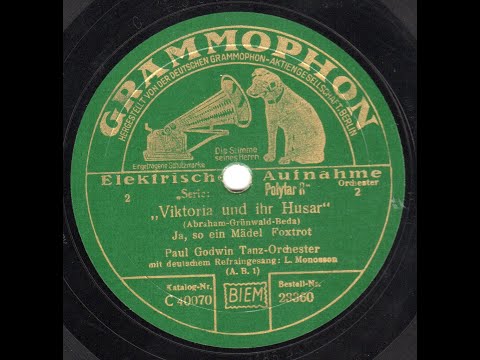 GRAMMOPHON
HERGESTELLT VON DER DEUTSCHEN GRAMMOPHON-AKTIENGESELLSCHAFT, BERLIN
Die Stimme
seines Herrn
Eingetragene Schutzmarke
Elektrische Aufnahme
„Serie: Polyfar R“ Orchester
2 2
„Viktoria und ihr Husar“
(Abraham-Grünwald-Beda)
Ja, so ein Mädel Foxtrot
Paul Godwin Tanz-Orchester
mit deutschem Refraingesang: L. Monosson
(A. B. 1)
Katalog-Nr. Bestell-Nr.
C 40070 BIEM 23360